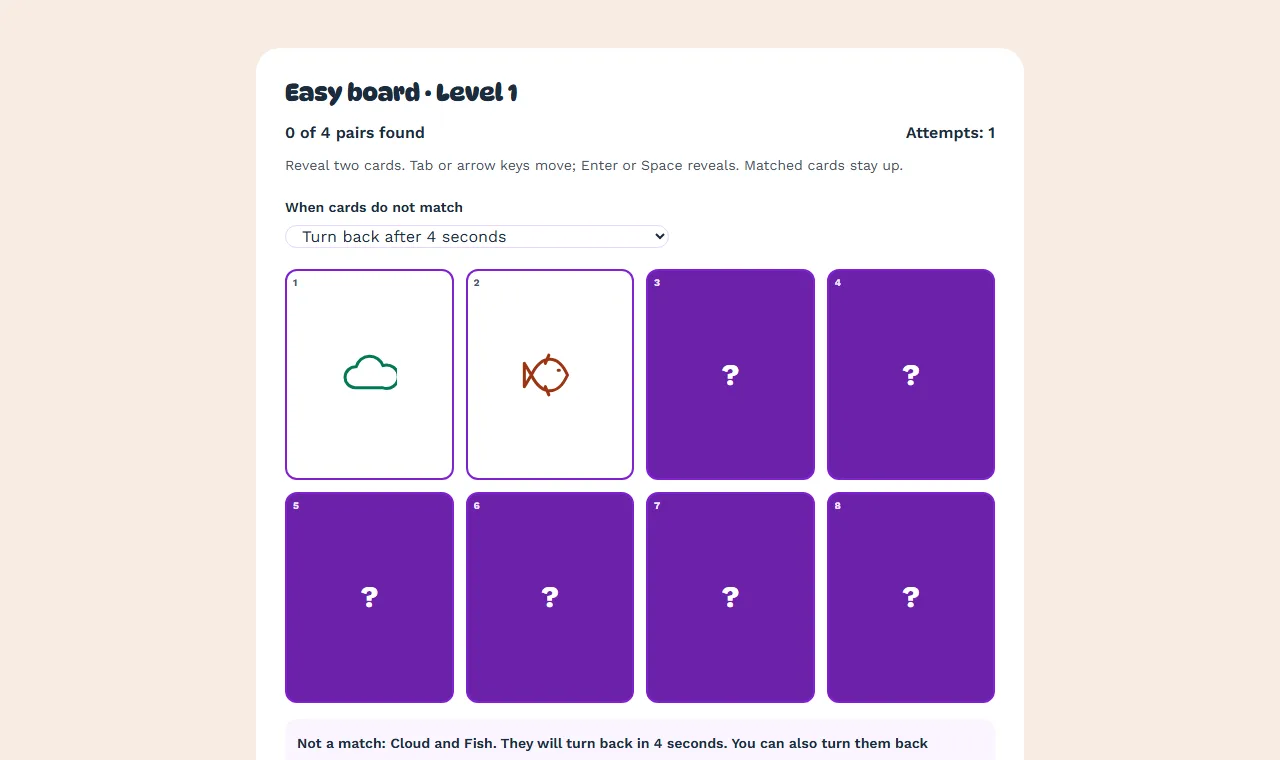 Easy board · Level 1
0 of 4 pairs found Attempts: 1
Reveal two cards. Tab or arrow keys move; Enter or Space reveals. Matched cards stay up.
When cards do not match
Turn back after 4 seconds
1 2 3 4
? ?
5 6 7 8
? ? ? ?
Not a match: Cloud and Fish. They will turn back in 4 seconds. You can also turn them back